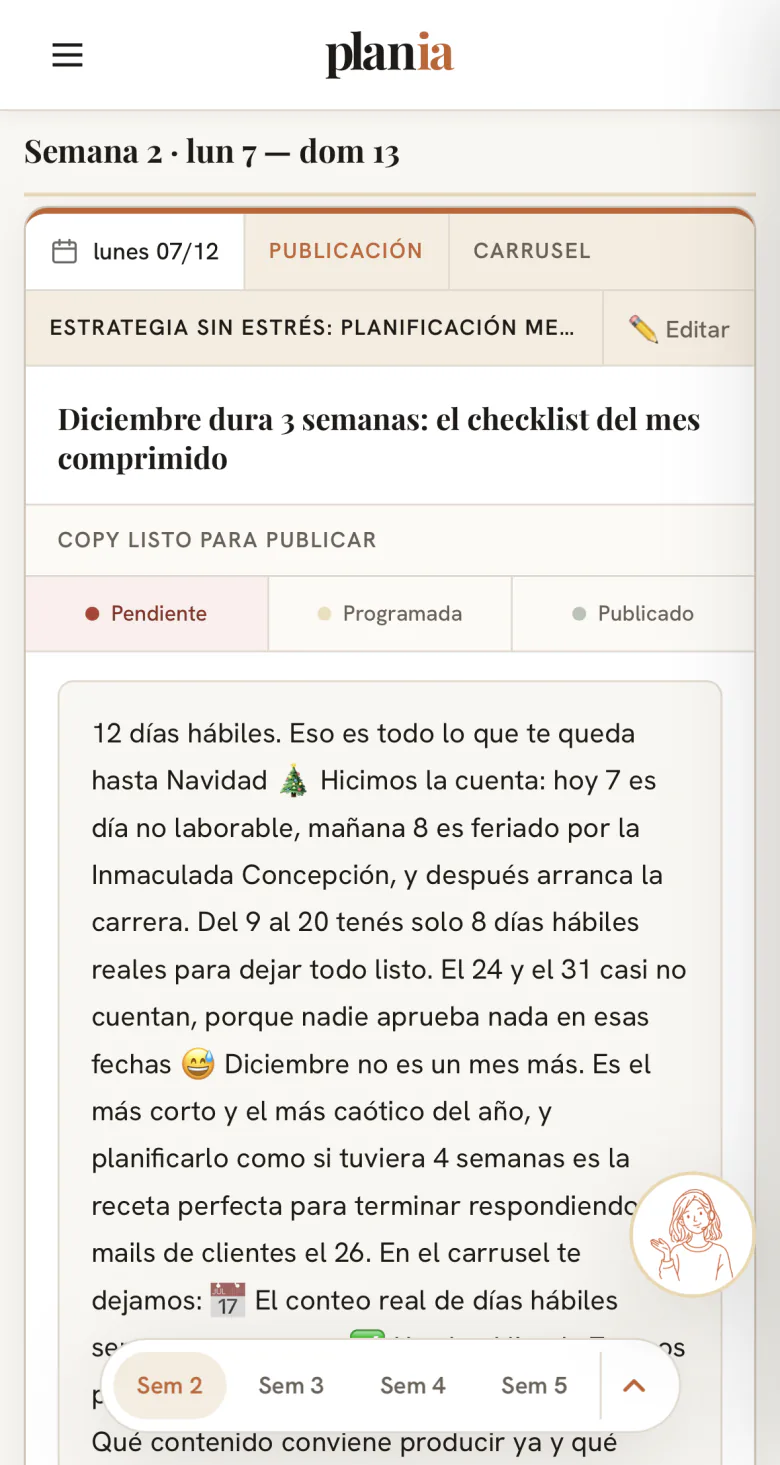 plania
Semana 2 · lun 7 — dom 13
lunes 07/12
PUBLICACIÓN
CARRUSEL
ESTRATEGIA SIN ESTRÉS: PLANIFICACIÓN ME...
✏️ Editar
Diciembre dura 3 semanas: el checklist del mes
comprimido
COPY LISTO PARA PUBLICAR
Pendiente
Programada
Publicado
12 días hábiles. Eso es todo lo que te queda
hasta Navidad 🎄 Hicimos la cuenta: hoy 7 es
día no laborable, mañana 8 es feriado por la
Inmaculada Concepción, y después arranca la
carrera. Del 9 al 20 tenés solo 8 días hábiles
reales para dejar todo listo. El 24 y el 31 casi no
cuentan, porque nadie aprueba nada en esas
fechas 😅 Diciembre no es un mes más. Es el
más corto y el más caótico del año, y
planificarlo como si tuviera 4 semanas es la
receta perfecta para terminar respondiendo
mails de clientes el 26. En el carrusel te
dejamos: 📅 El conteo real de días hábiles
Sem 2
Sem 3
Sem 4
Sem 5
Qué contenido conviene producir ya y qué